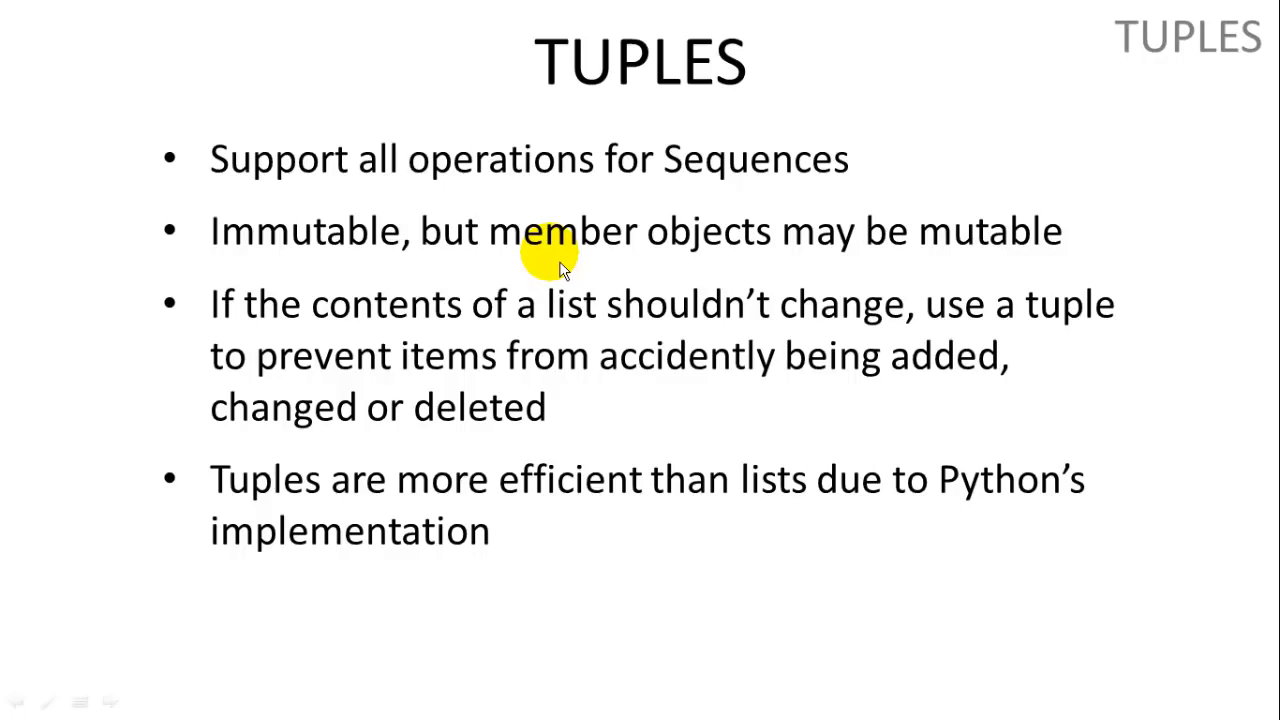 TUPLES
TUPLES
• Support all operations for Sequences
• Immutable, but member objects may be mutable
• If the contents of a list shouldn’t change, use a tuple
to prevent items from accidently being added,
changed or deleted
• Tuples are more efficient than lists due to Python’s
implementation